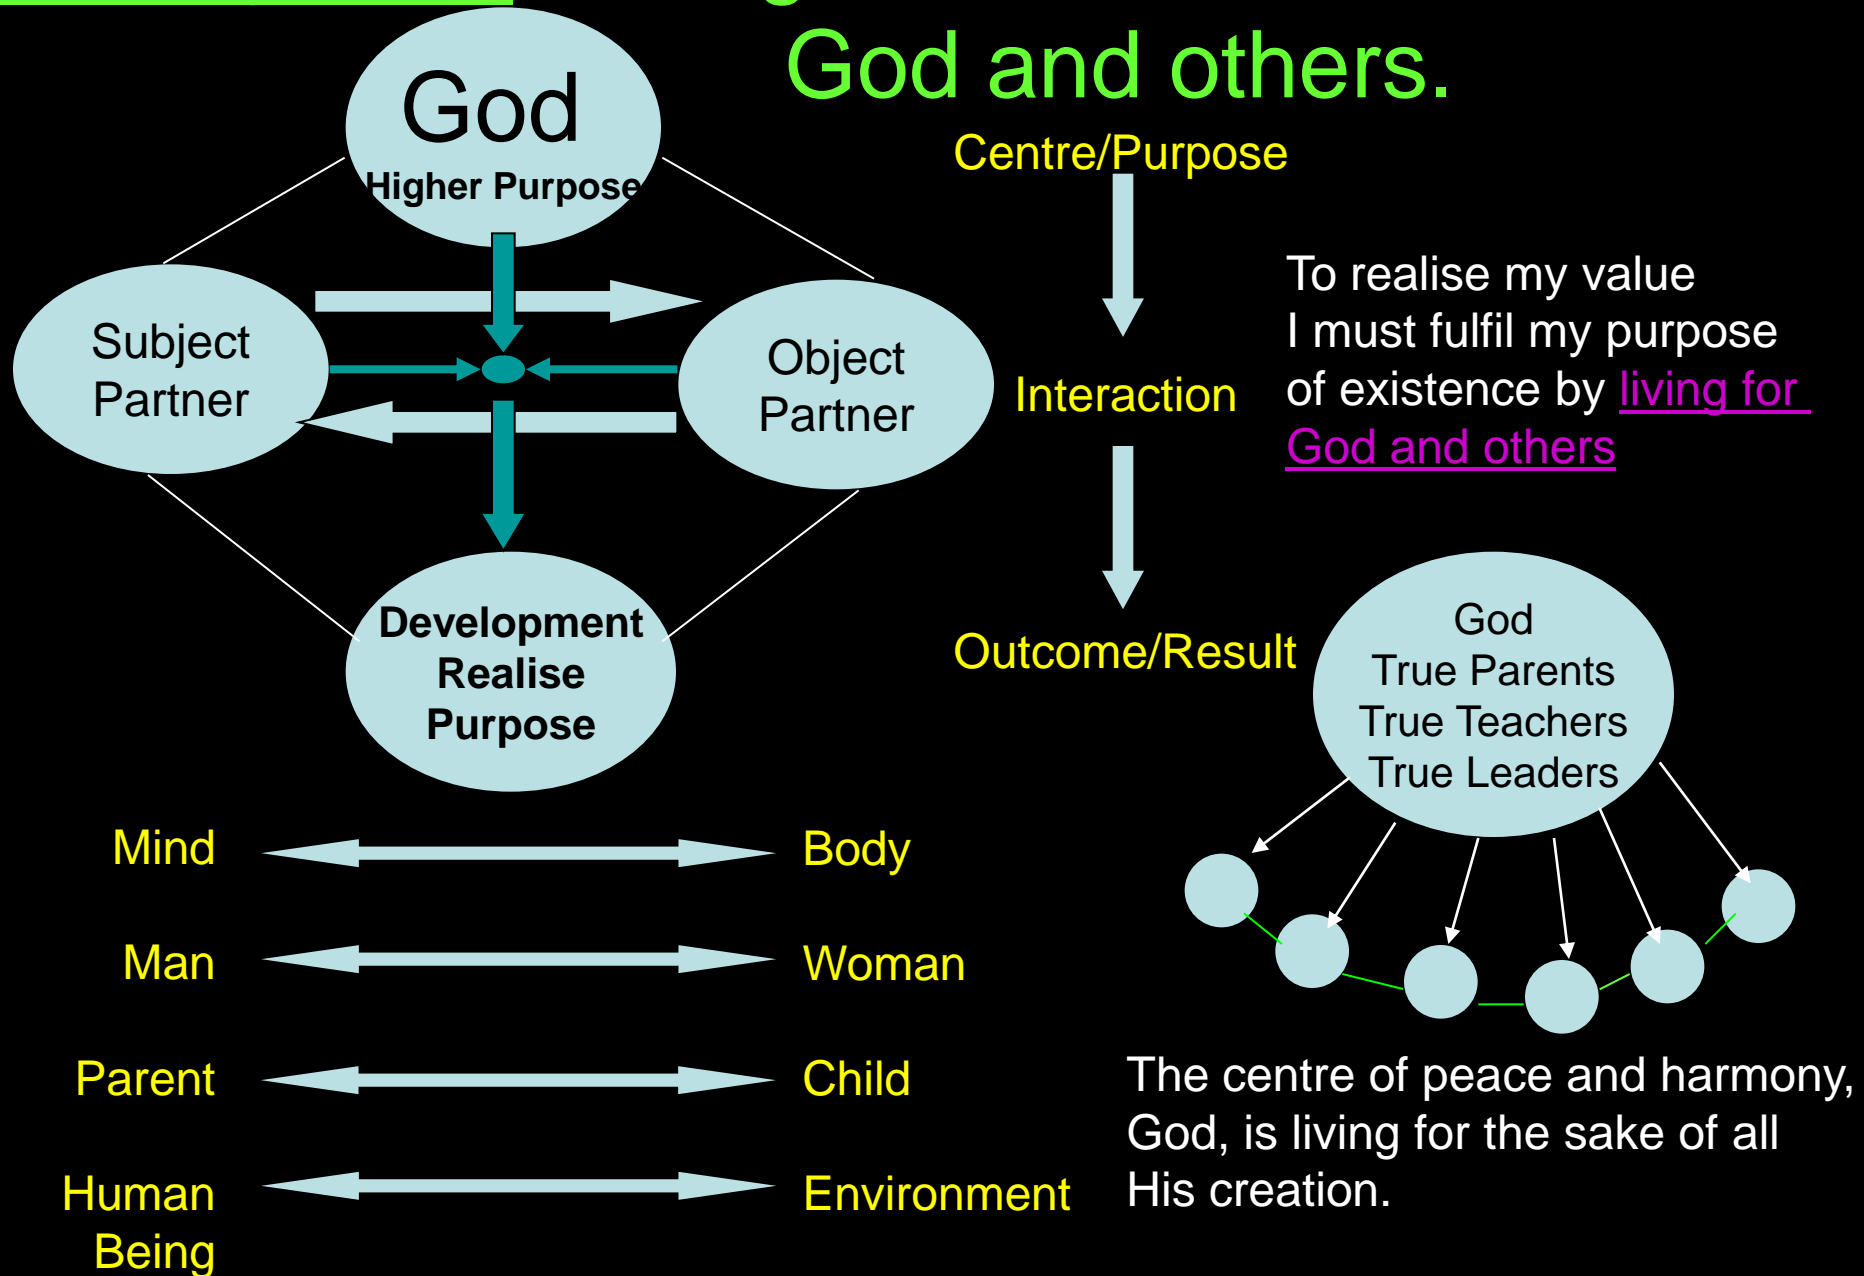 God and others.
God
Higher Purpose
Subject
Partner
Object
Partner
Development
Realise
Purpose
Centre/Purpose
Interaction
Outcome/Result
To realise my value
I must fulfil my purpose
of existence by living for
God and others
God
True Parents
True Teachers
True Leaders
Mind
Body
Man
Woman
Parent
Child
Human
Being
Environment
The centre of peace and harmony,
God, is living for the sake of all
His creation.